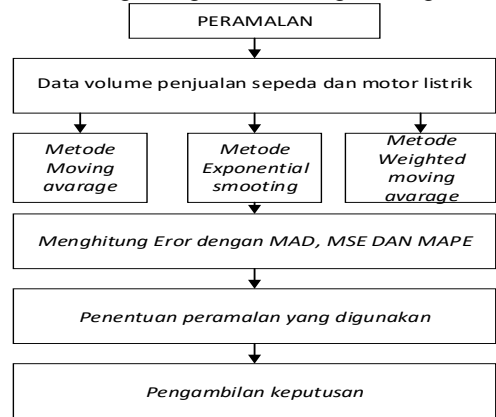 PERAMALAN
Data volume penjualan sepeda dan motor listrik
Metode
Moving
avarage
Metode
Exponential
smooting
Metode
Weighted
moving
avarage
Menghitung Eror dengan MAD, MSE DAN MAPE
Penentuan peramalan yang digunakan
Pengambilan keputusan